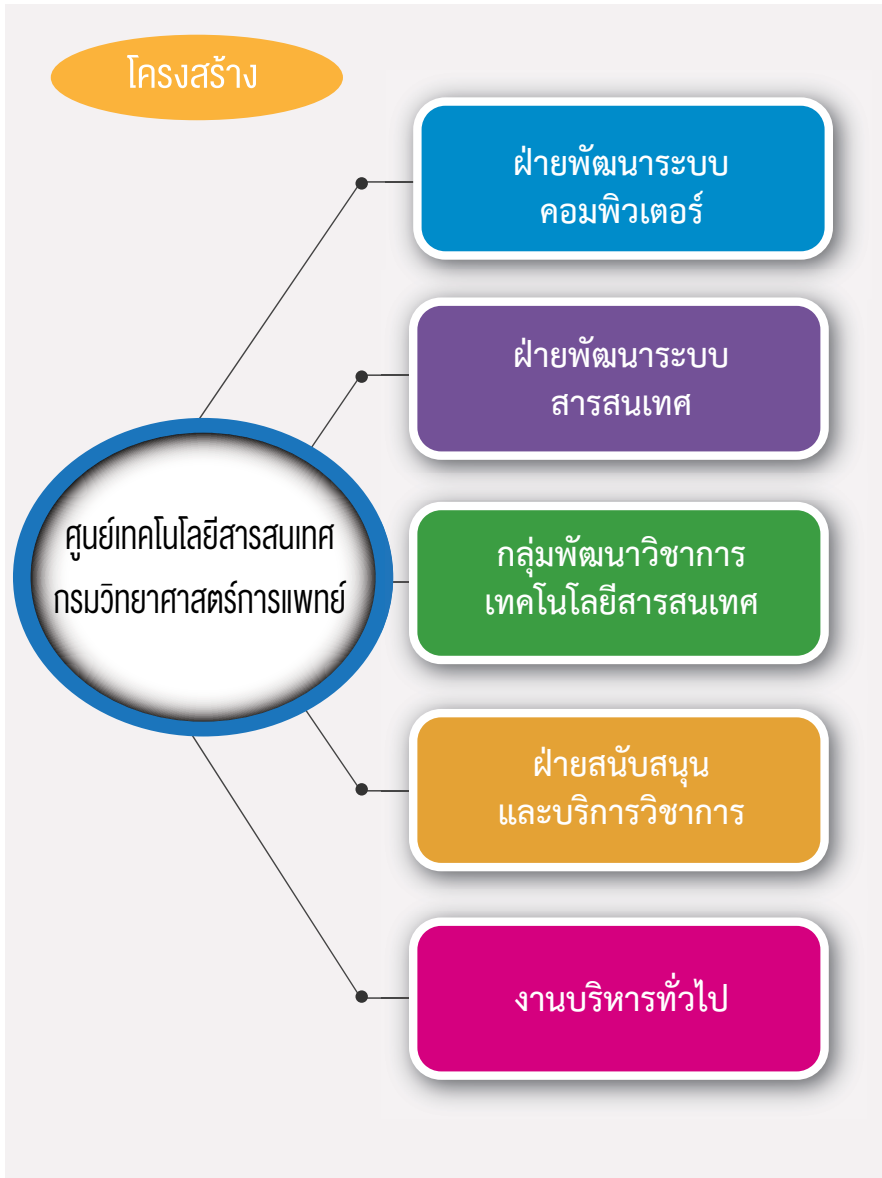 โครงสร้าง
ฝ่ายพัฒนาระบบ
คอมพิวเตอร์
ฝ่ายพัฒนาระบบ
สารสนเทศ
ศูนย์เทคโนโลยีสารสนเทศ
กรมวิทยาศาสตร์การแพทย์
กลุ่มพัฒนาวิชาการ
เทคโนโลยีสารสนเทศ
ฝ่ายสนับสนุน
และบริการวิชาการ
งานบริหารทั่วไป